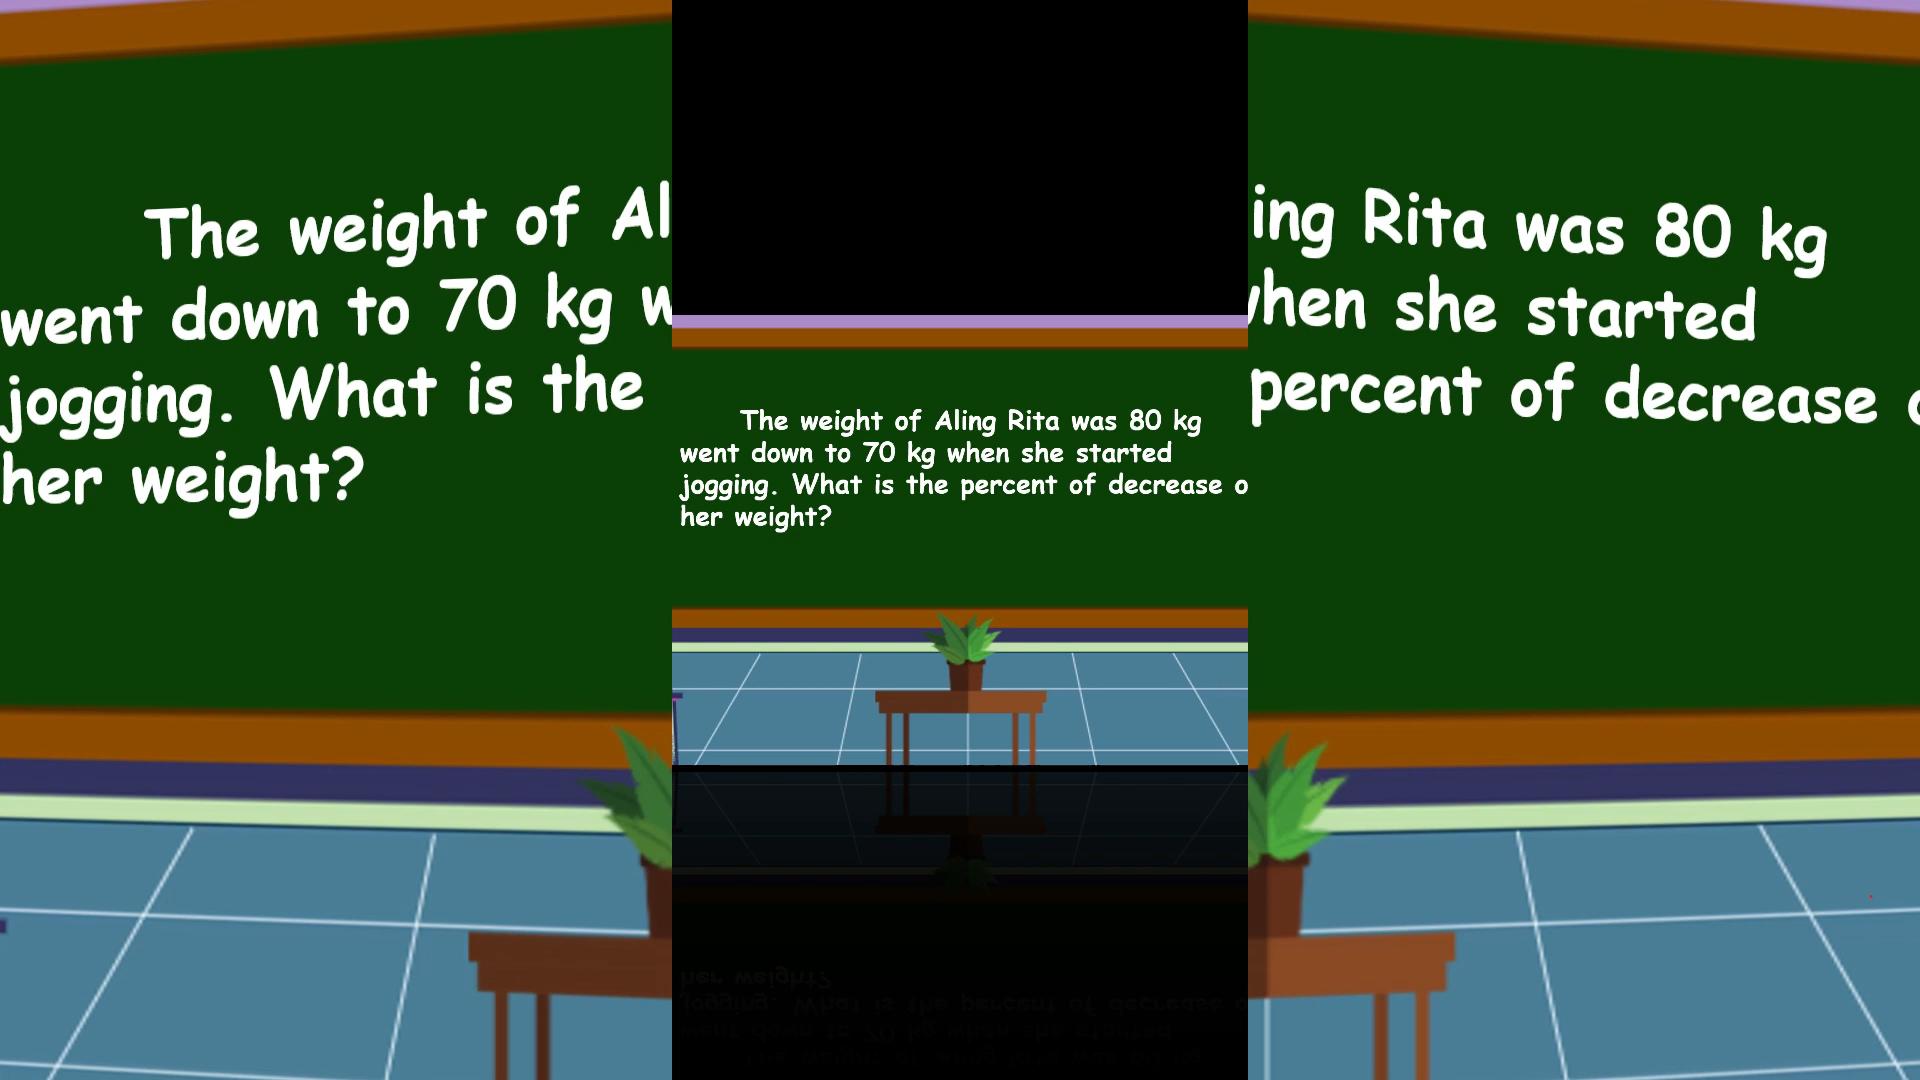 The weight of Aling Rita was 80 kg
went down to 70 kg when she started
jogging. What is the percent of decrease o
her weight?